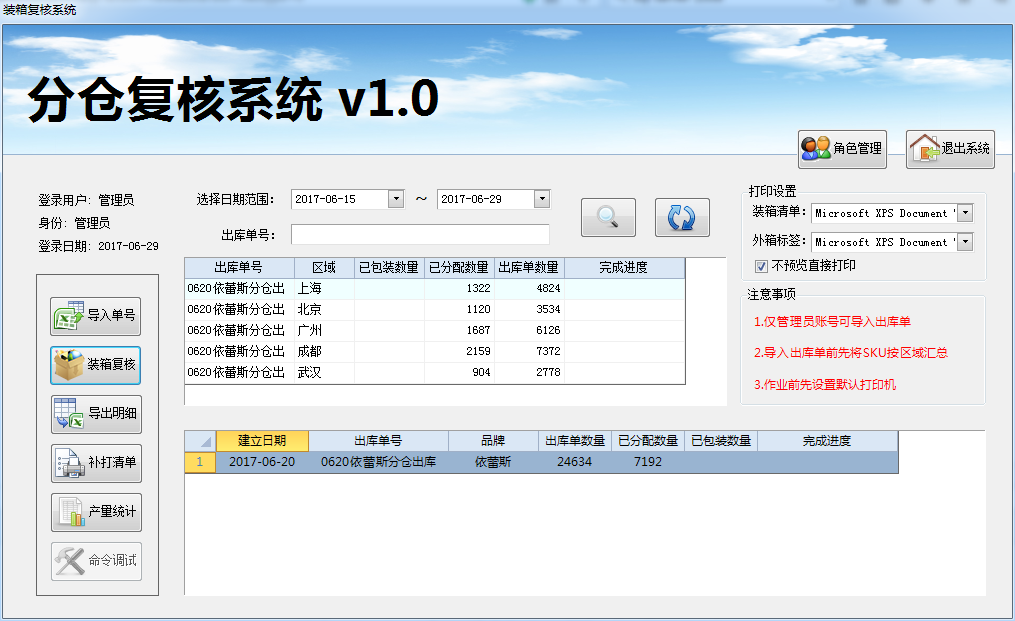 装箱复核系统
分仓复核系统 v1.0
角色管理
退出系统
登录用户: 管理员
身份: 管理员
登录日期: 2017-06-29
选择日期范围: 2017-06-15 ~ 2017-06-29
出库单号:
打印设置
装箱清单: Microsoft XPS Document
外箱标签: Microsoft XPS Document
不预览直接打印
注意事项
1.仅管理员账号可导入出库单
2.导入出库单前先将SKU按区域汇总
3.作业前先设置默认打印机
导入单号
装箱复核
导出明细
补打清单
产量统计
命令调试
出库单号 区域 已包装数量 已分配数量 出库单数量 完成进度
0620依蕾斯分仓出 上海 1322 4824
0620依蕾斯分仓出 北京 1120 3534
0620依蕾斯分仓出 广州 1687 6126
0620依蕾斯分仓出 成都 2159 7372
0620依蕾斯分仓出 武汉 904 2778
建立日期 出库单号 品牌 出库单数量 已分配数量 已包装数量 完成进度
1 2017-06-20 0620依蕾斯分仓出库 依蕾斯 24634 7192